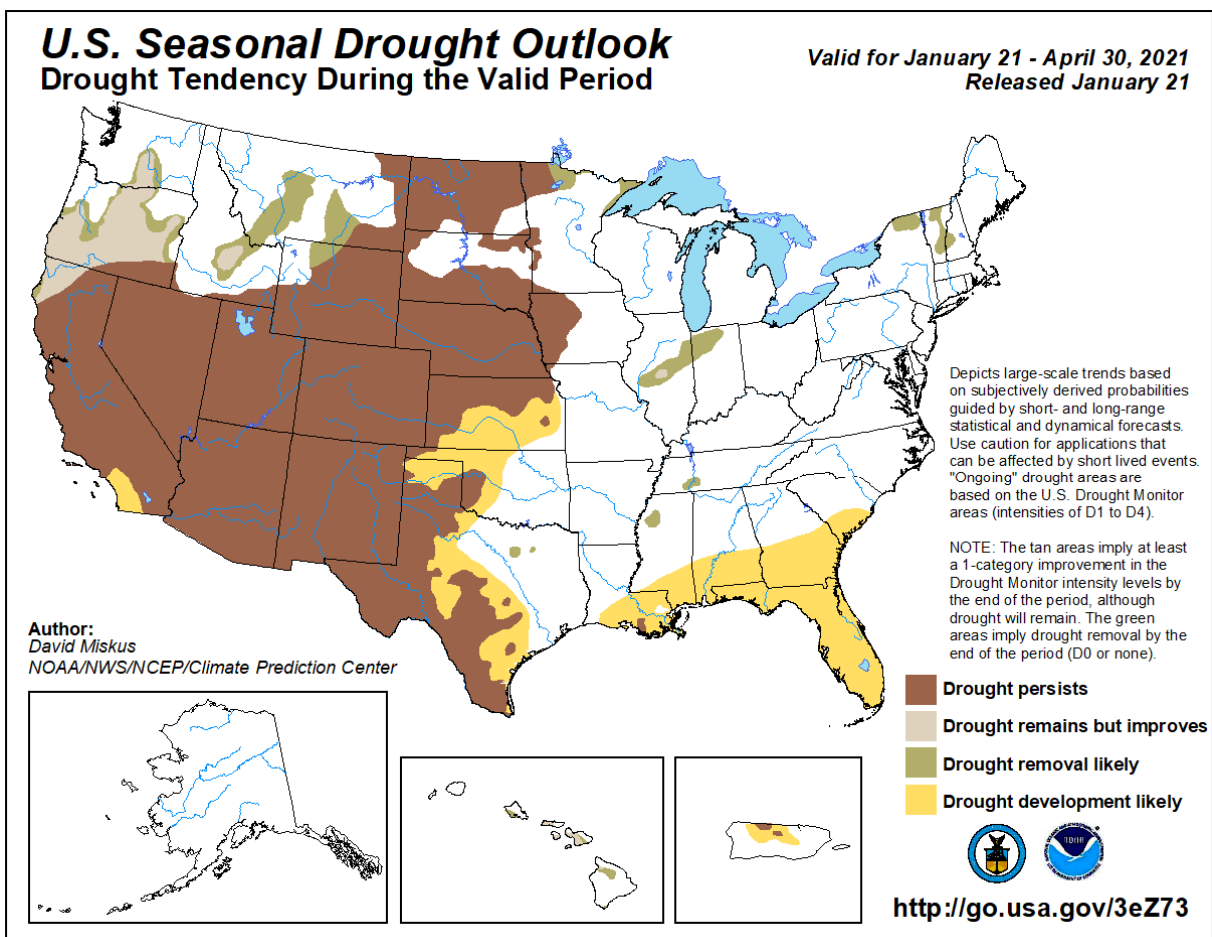 U.S. Seasonal Drought Outlook
Drought Tendency During the Valid Period
Valid for January 21 - April 30, 2021
Released January 21
Depicts large-scale trends based
on subjectively derived probabilities
guided by short- and long-range
statistical and dynamical forecasts.
Use caution for applications that
can be affected by short lived events.
"Ongoing" drought areas are
based on the U.S. Drought Monitor
areas (intensities of D1 to D4).
NOTE: The tan areas imply at least
a 1-category improvement in the
Drought Monitor intensity levels by
the end of the period, although
drought will remain. The green
areas imply drought removal by the
end of the period (D0 or none).
Author:
David Miskus
NOAA/NWS/NCEP/Climate Prediction Center
Drought persists
Drought remains but improves
Drought removal likely
Drought development likely
http://go.usa.gov/3eZ73